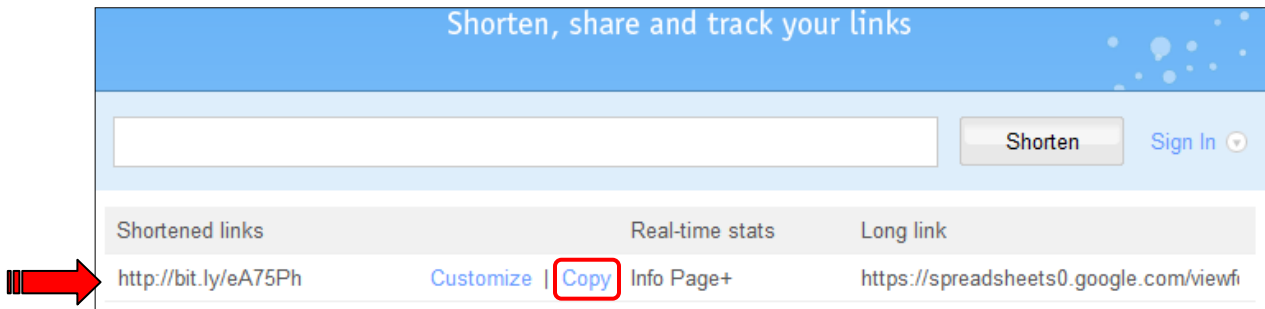 Shorten, share and track your links
Shorten Sign In
Shortened links Real-time stats Long link
http://bit.ly/eA75Ph Customize | Copy Info Page+ https://spreadsheets0.google.com/viewf